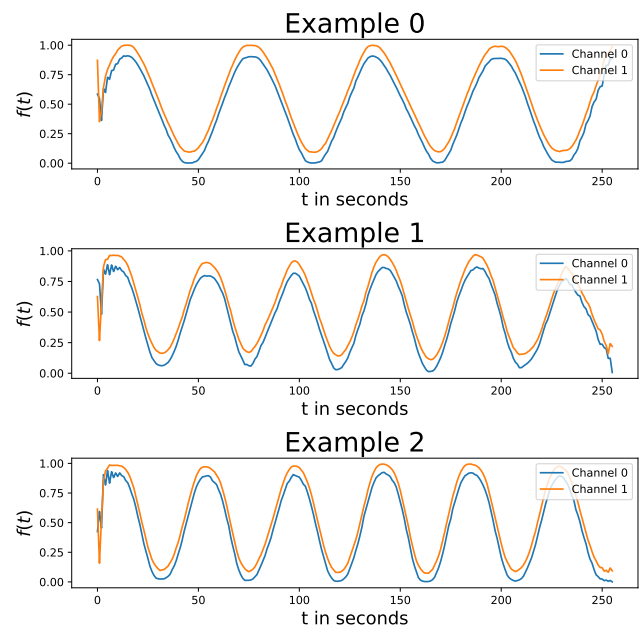 Example 0
1.00
0.75
0.50
0.25
0.00
f(t)
Channel 0
Channel 1
0 50 100 150 200 250
t in seconds
Example 1
1.00
0.75
0.50
0.25
0.00
f(t)
Channel 0
Channel 1
0 50 100 150 200 250
t in seconds
Example 2
1.00
0.75
0.50
0.25
0.00
f(t)
Channel 0
Channel 1
0 50 100 150 200 250
t in seconds